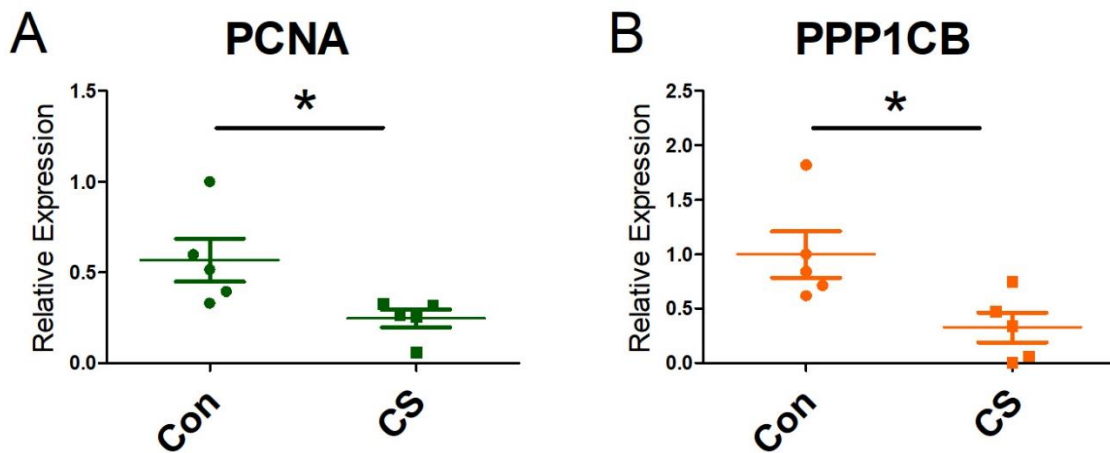 A
PCNA
*
Relative Expression
1.5
1.0
0.5
0.0
Con
CS
B
PPP1CB
*
Relative Expression
2.5
2.0
1.5
1.0
0.5
0.0
Con
CS